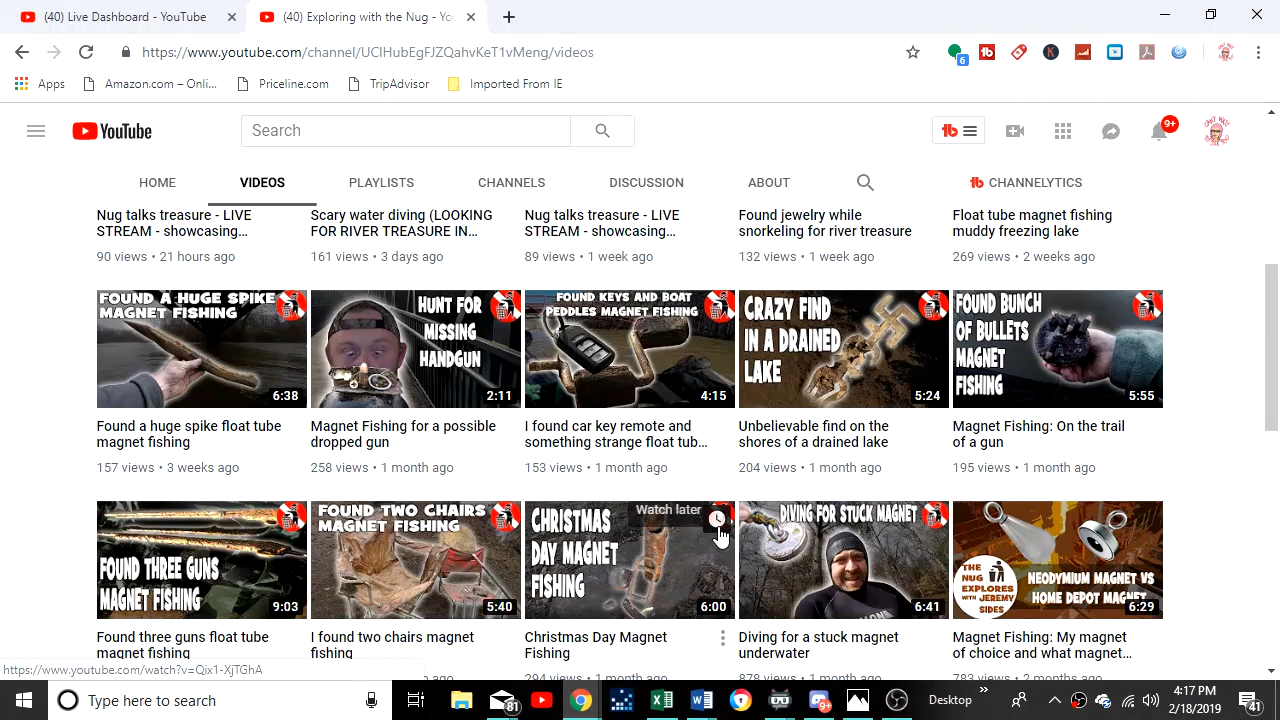 (40) Live Dashboard - YouTube
(40) Exploring with the Nug - Yo
https://www.youtube.com/channel/UCIHubEqFJZQahvKeT1vMeng/videos
6
Apps
Amazon.com – Onli...
Priceline.com
TripAdvisor
Imported From IE
YouTube
Search
9+
HOME
VIDEOS
PLAYLISTS
CHANNELS
DISCUSSION
ABOUT
CHANNELYTICS
Nug talks treasure - LIVE
STREAM - showcasing...
90 views • 21 hours ago
Scary water diving (LOOKING
FOR RIVER TREASURE IN...
161 views • 3 days ago
Nug talks treasure - LIVE
STREAM - showcasing...
89 views • 1 week ago
Found jewelry while
snorkeling for river treasure
132 views • 1 week ago
Float tube magnet fishing
muddy freezing lake
269 views • 2 weeks ago
FOUND A HUGE SPIKE
MAGNET FISHING
6:38
Found a huge spike float tube
magnet fishing
157 views • 3 weeks ago
HUNT FOR
MISSING
HANDGUN
2:11
Magnet Fishing for a possible
dropped gun
258 views • 1 month ago
FOUND KEYS AND BOAT
PEDDLES MAGNET FISHING
4:15
I found car key remote and
something strange float tub...
153 views • 1 month ago
CRAZY FIND
IN A DRAINED
LAKE
5:24
Unbelievable find on the
shores of a drained lake
204 views • 1 month ago
FOUND BUNCH
OF BULLETS
MAGNET
FISHING
5:55
Magnet Fishing: On the trail
of a gun
195 views • 1 month ago
FOUND THREE GUNS
MAGNET FISHING
9:03
Found three guns float tube
magnet fishing
FOUND TWO CHAIRS
MAGNET FISHING
5:40
I found two chairs magnet
fishing
CHRISTMAS
DAY MAGNET
FISHING
Watch later
6:00
Christmas Day Magnet
Fishing
294 views • 1 month ago
DIVING FOR STUCK MAGNET
6:41
Diving for a stuck magnet
underwater
878 views • 2 months ago
THE
NUG
EXPLORES
WITH JEREMY
SIDES
NEODYMIUM MAGNET VS
HOME DEPOT MAGNET
6:29
Magnet Fishing: My magnet
of choice and what magnet...
783 views • 2 months ago
https://www.youtube.com/watch?v=Qix1-XjTGhA
Type here to search
81
9+
Desktop
4:17 PM
2/18/2019
41